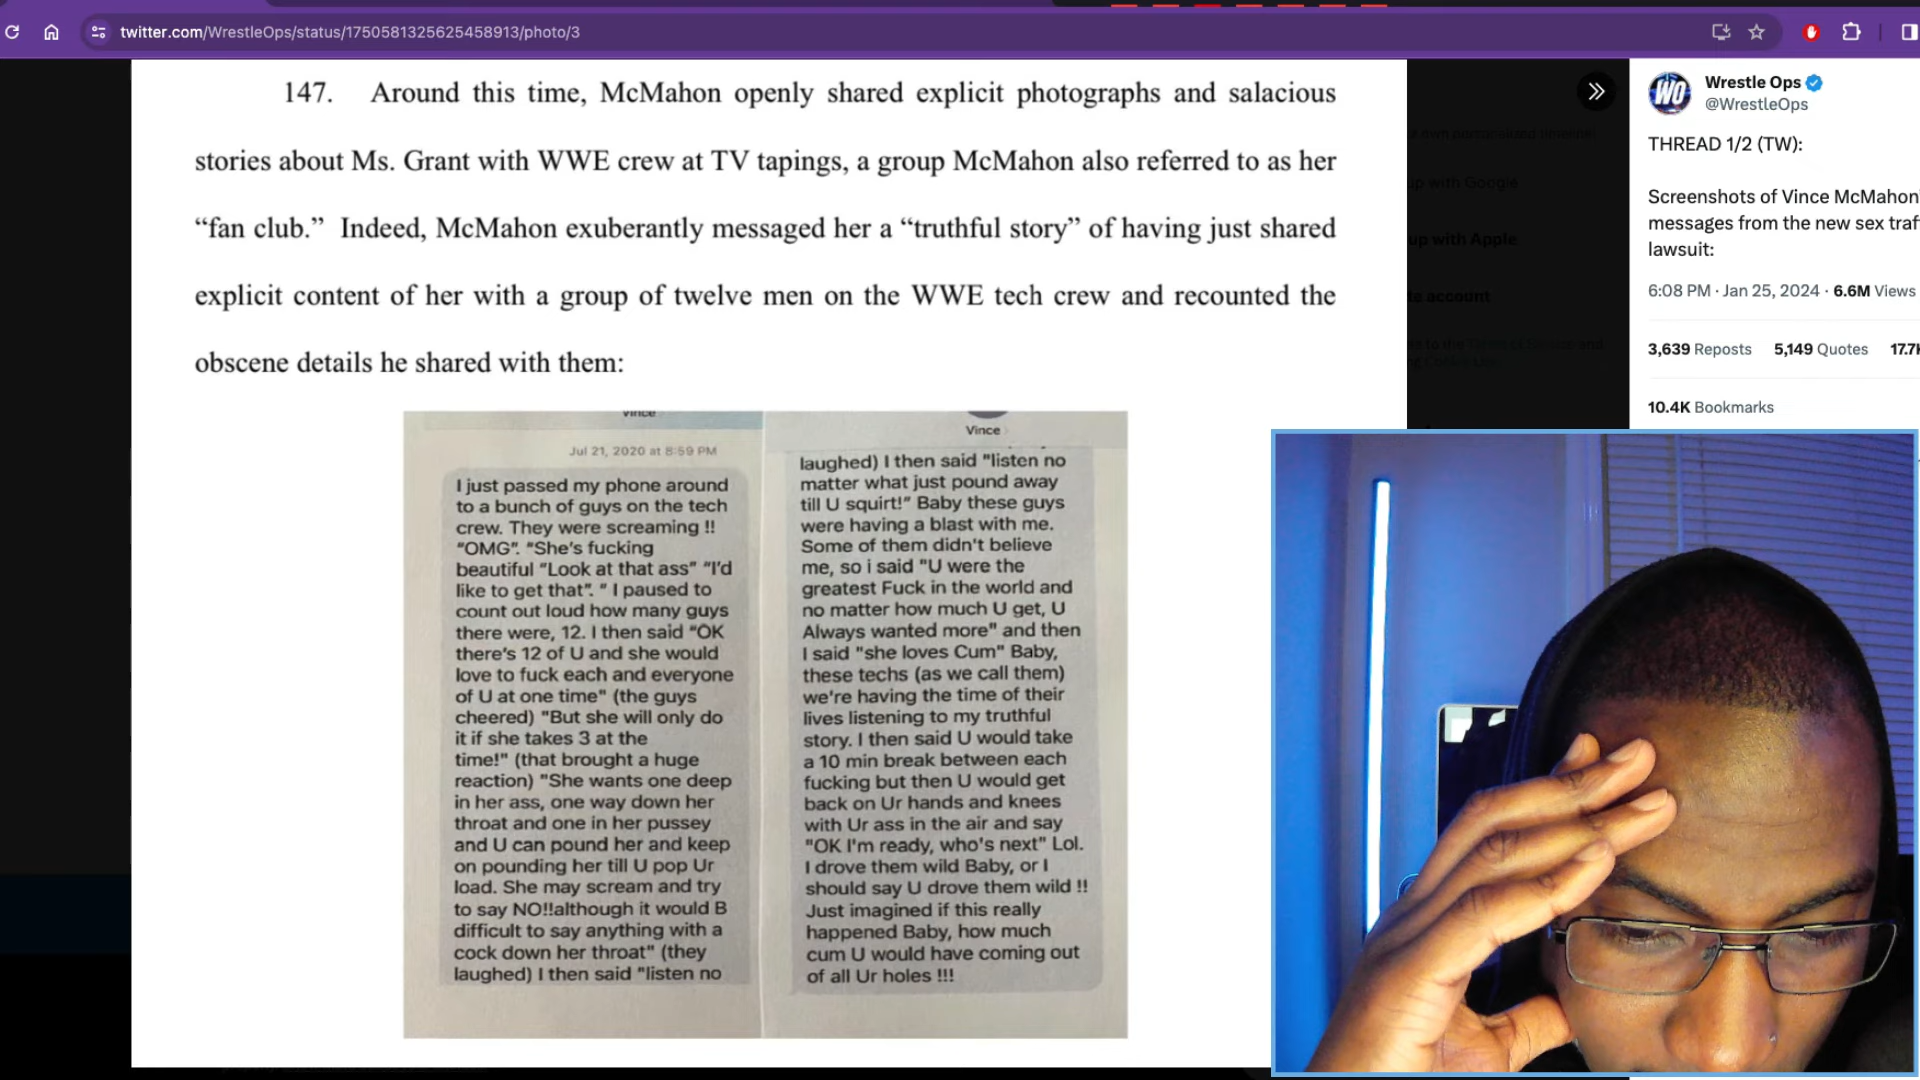 twitter.com/WrestleOps/status/1750581325625458913/photo/3
147. Around this time, McMahon openly shared explicit photographs and salacious
stories about Ms. Grant with WWE crew at TV tapings, a group McMahon also referred to as her
“fan club.” Indeed, McMahon exuberantly messaged her a “truthful story” of having just shared
explicit content of her with a group of twelve men on the WWE tech crew and recounted the
obscene details he shared with them:
Vince
Jul 21, 2020 at 8:59 PM
I just passed my phone around
to a bunch of guys on the tech
crew. They were screaming !!
"OMG". "She's fucking
beautiful "Look at that ass" "I'd
like to get that". " I paused to
count out loud how many guys
there were, 12. I then said "OK
there's 12 of U and she would
love to fuck each and everyone
of U at one time" (the guys
cheered) "But she will only do
it if she takes 3 at the
time!" (that brought a huge
reaction) "She wants one deep
in her ass, one way down her
throat and one in her pussey
and U can pound her and keep
on pounding her till U pop Ur
load. She may scream and try
to say NO!!although it would B
difficult to say anything with a
cock down her throat" (they
laughed) I then said "listen no
Vince
laughed) I then said "listen no
matter what just pound away
till U squirt!" Baby these guys
were having a blast with me.
Some of them didn't believe
me, so i said "U were the
greatest Fuck in the world and
no matter how much U get, U
Always wanted more" and then
I said "she loves Cum" Baby,
these techs (as we call them)
we're having the time of their
lives listening to my truthful
story. I then said U would take
a 10 min break between each
fucking but then U would get
back on Ur hands and knees
with Ur ass in the air and say
"OK I'm ready, who's next" Lol.
I drove them wild Baby, or I
should say U drove them wild !!
Just imagined if this really
happened Baby, how much
cum U would have coming out
of all Ur holes !!!
WO
Wrestle Ops
@WrestleOps
THREAD 1/2 (TW):
Screenshots of Vince McMahon'
messages from the new sex traf
lawsuit:
6:08 PM · Jan 25, 2024 · 6.6M Views
3,639 Reposts 5,149 Quotes 17.7K
10.4K Bookmarks
up with Google
up with Apple
account